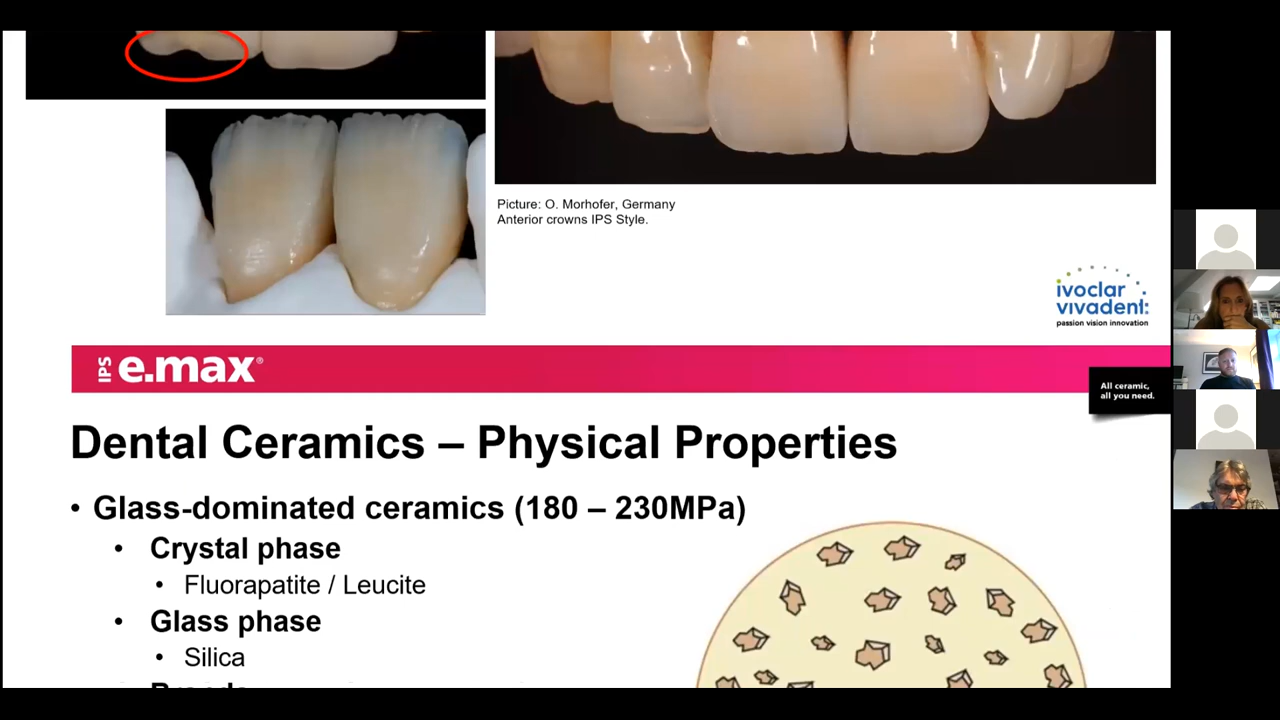 Picture: O. Morhofer, Germany
Anterior crowns IPS Style.
ivoclar
vivadent:
passion vision innovation
IPS e.max®
All ceramic,
all you need.
Dental Ceramics – Physical Properties
• Glass-dominated ceramics (180 – 230MPa)
• Crystal phase
• Fluorapatite / Leucite
• Glass phase
• Silica